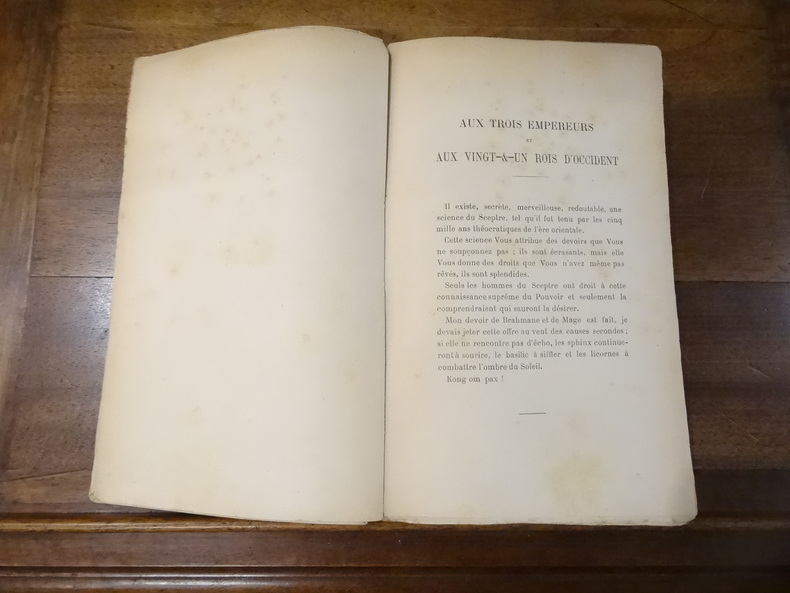 AUX TROIS EMPEREURS
ET
AUX VINGT-&-UN ROIS D'OCCIDENT
Il existe, secrète, merveilleuse, redoutable, une
science du Sceptre, tel qu'il fut tenu par les cinq
mille ans théocratiques de l'ère orientale.
Cette science Vous attribue des devoirs que Vous
ne soupçonnez pas ; ils sont écrasants, mais elle
Vous donne des droits que Vous n'avez même pas
rêvés, ils sont splendides.
Seuls les hommes du Sceptre ont droit à cette
connaissance suprême du Pouvoir et seulement la
comprendraient qui sauront la désirer.
Mon devoir de Brahmane et de Mage est fait, je
devais jeter cette offre au vent des causes secondes ;
si elle ne rencontre pas d'écho, les sphinx continue-
ront à sourire, le basilic à siffler et les licornes à
combattre l'ombre du Soleil.
Kong om pax !